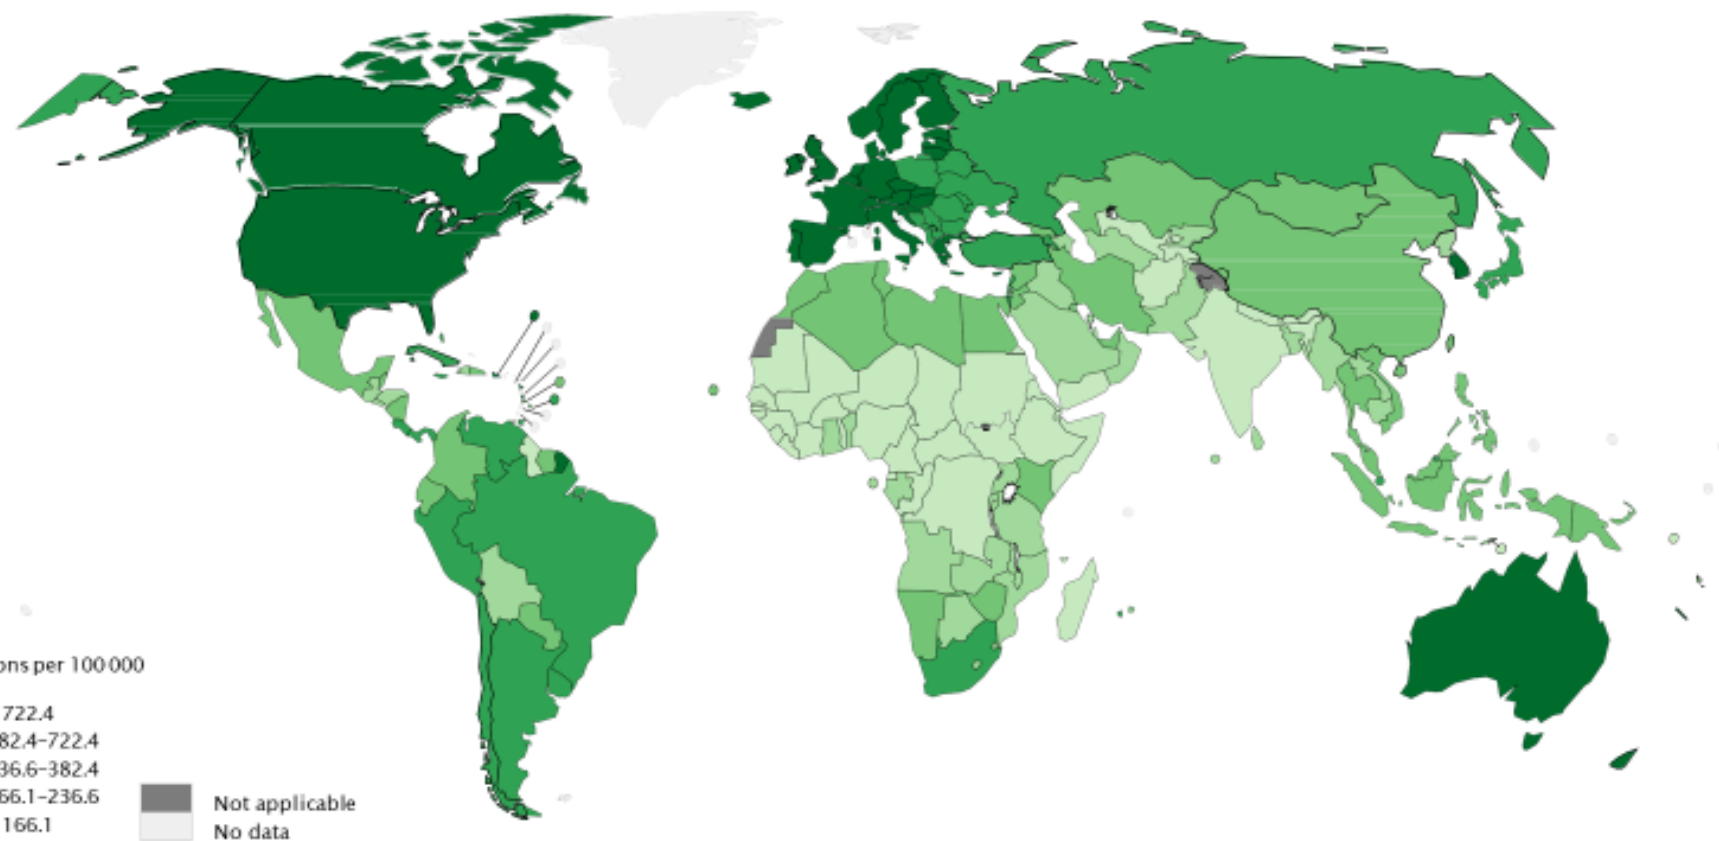 ons per 100 000
722.4
82.4–722.4
36.6–382.4
66.1–236.6
166.1
Not applicable
No data